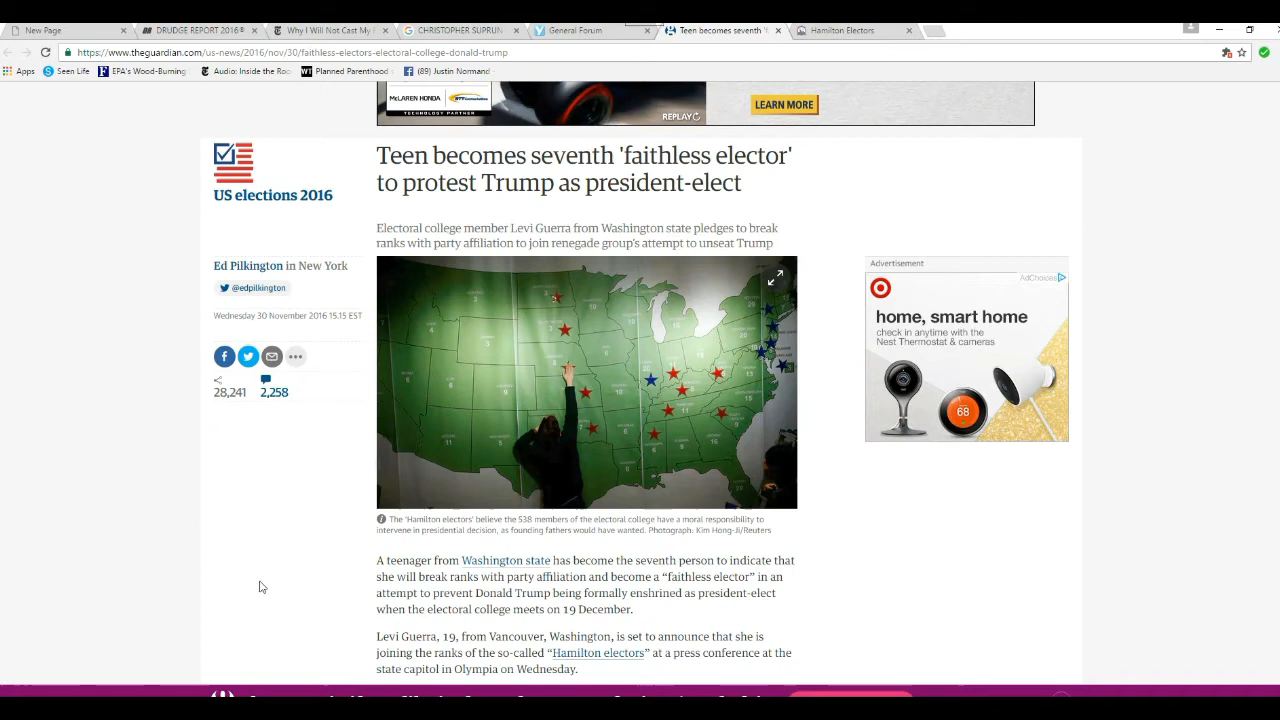 New Page
DRUDGE REPORT 2016®
Why I Will Not Cast My
CHRISTOPHER SUPRUN
General Forum
Teen becomes seventh 'f
Hamilton Electors
https://www.theguardian.com/us-news/2016/nov/30/faithless-electors-electoral-college-donald-trump
Apps
Seen Life
EPA's Wood-Burning
Audio: Inside the Roo
Planned Parenthood
(89) Justin Normand
McLAREN HONDA
TECHNOLOGY PARTNER
REPLAY
LEARN MORE
US elections 2016
Teen becomes seventh 'faithless elector'
to protest Trump as president-elect
Electoral college member Levi Guerra from Washington state pledges to break
ranks with party affiliation to join renegade group's attempt to unseat Trump
Ed Pilkington in New York
@edpilkington
Wednesday 30 November 2016 15.15 EST
28,241
2,258
Advertisement
AdChoices
home, smart home
check in anytime with the
Nest Thermostat & cameras
68
The 'Hamilton electors' believe the 538 members of the electoral college have a moral responsibility to
intervene in presidential decision, as founding fathers would have wanted. Photograph: Kim Hong-Ji/Reuters
A teenager from Washington state has become the seventh person to indicate that
she will break ranks with party affiliation and become a “faithless elector” in an
attempt to prevent Donald Trump being formally enshrined as president-elect
when the electoral college meets on 19 December.
Levi Guerra, 19, from Vancouver, Washington, is set to announce that she is
joining the ranks of the so-called “Hamilton electors” at a press conference at the
state capitol in Olympia on Wednesday.